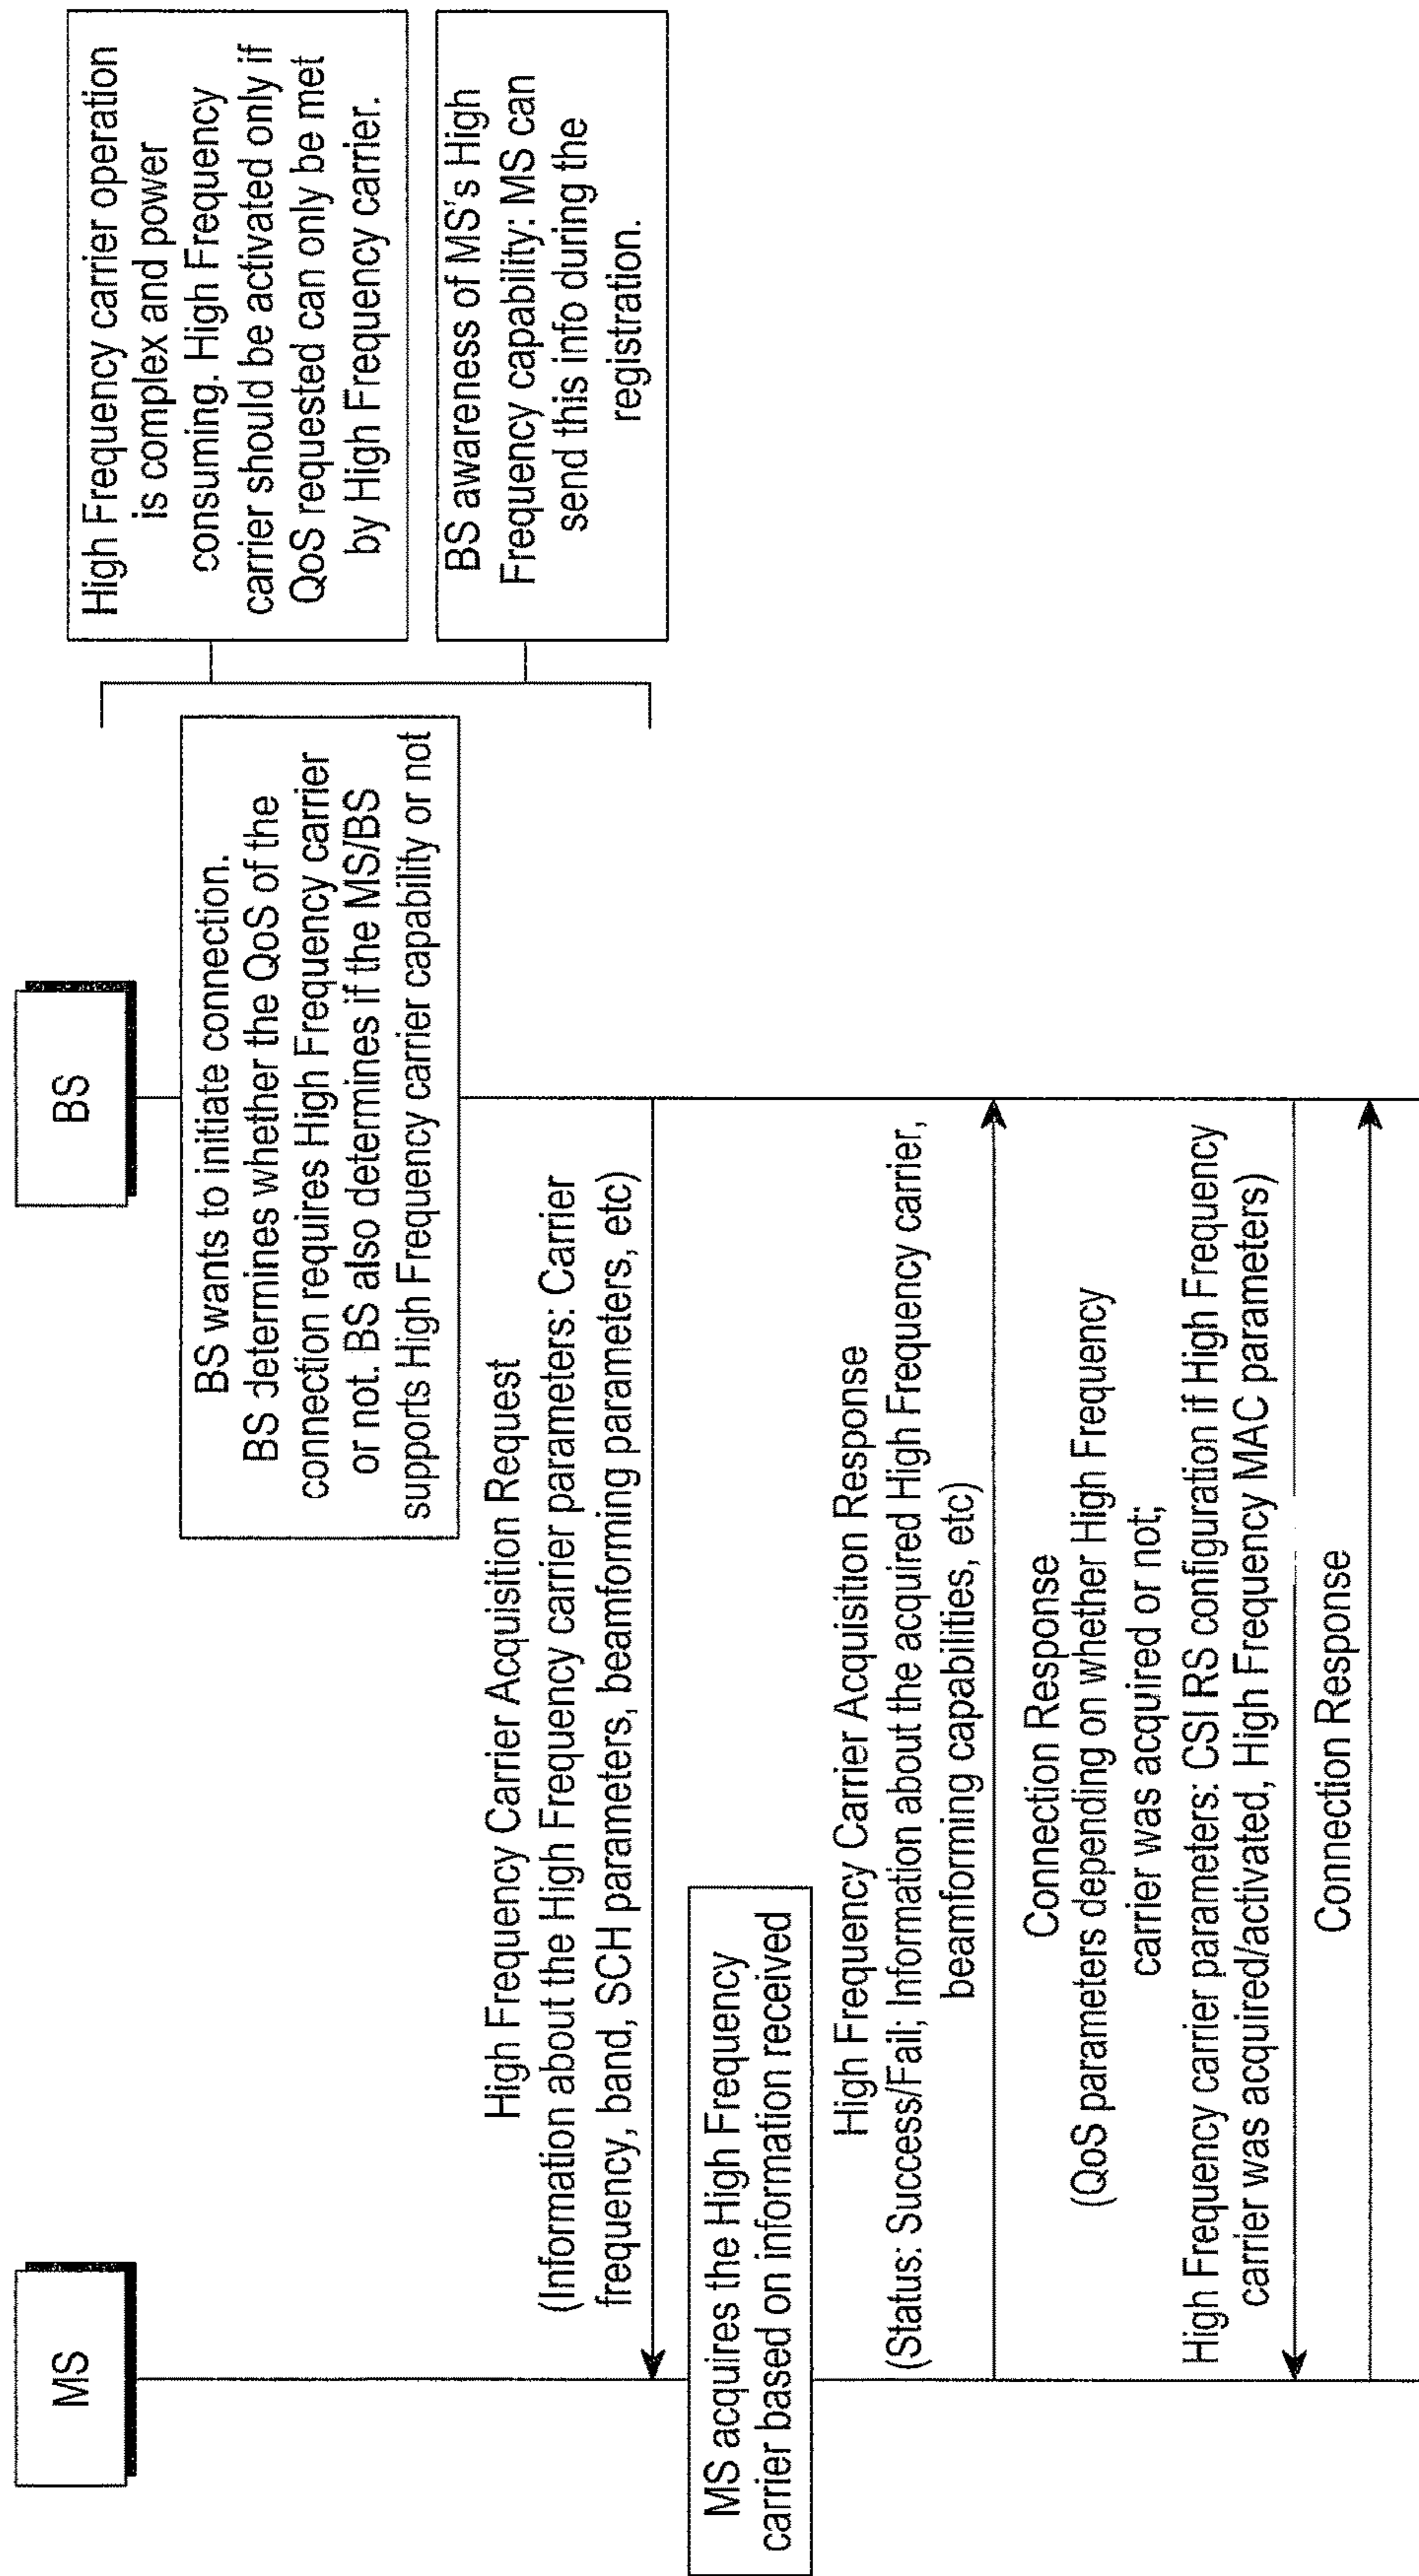 MS
BS
BS wants to initiate connection.
BS determines whether the QoS of the
connection requires High Frequency carrier
or not. BS also determines if the MS/BS
supports High Frequency carrier capability or not
High Frequency carrier operation
is complex and power
consuming. High Frequency
carrier should be activated only if
QoS requested can only be met
by High Frequency carrier.
BS awareness of MS's High
Frequency capability: MS can
send this info during the
registration.
High Frequency Carrier Acquisition Request
(Information about the High Frequency carrier parameters: Carrier
frequency, band, SCH parameters, beamforming parameters, etc)
MS acquires the High Frequency
carrier based on information received
High Frequency Carrier Acquisition Response
(Status: Success/Fail; Information about the acquired High Frequency carrier,
beamforming capabilities, etc)
Connection Response
(QoS parameters depending on whether High Frequency
carrier was acquired or not;
High Frequency carrier parameters: CSI RS configuration if High Frequency
carrier was acquired/activated, High Frequency MAC parameters)
Connection Response